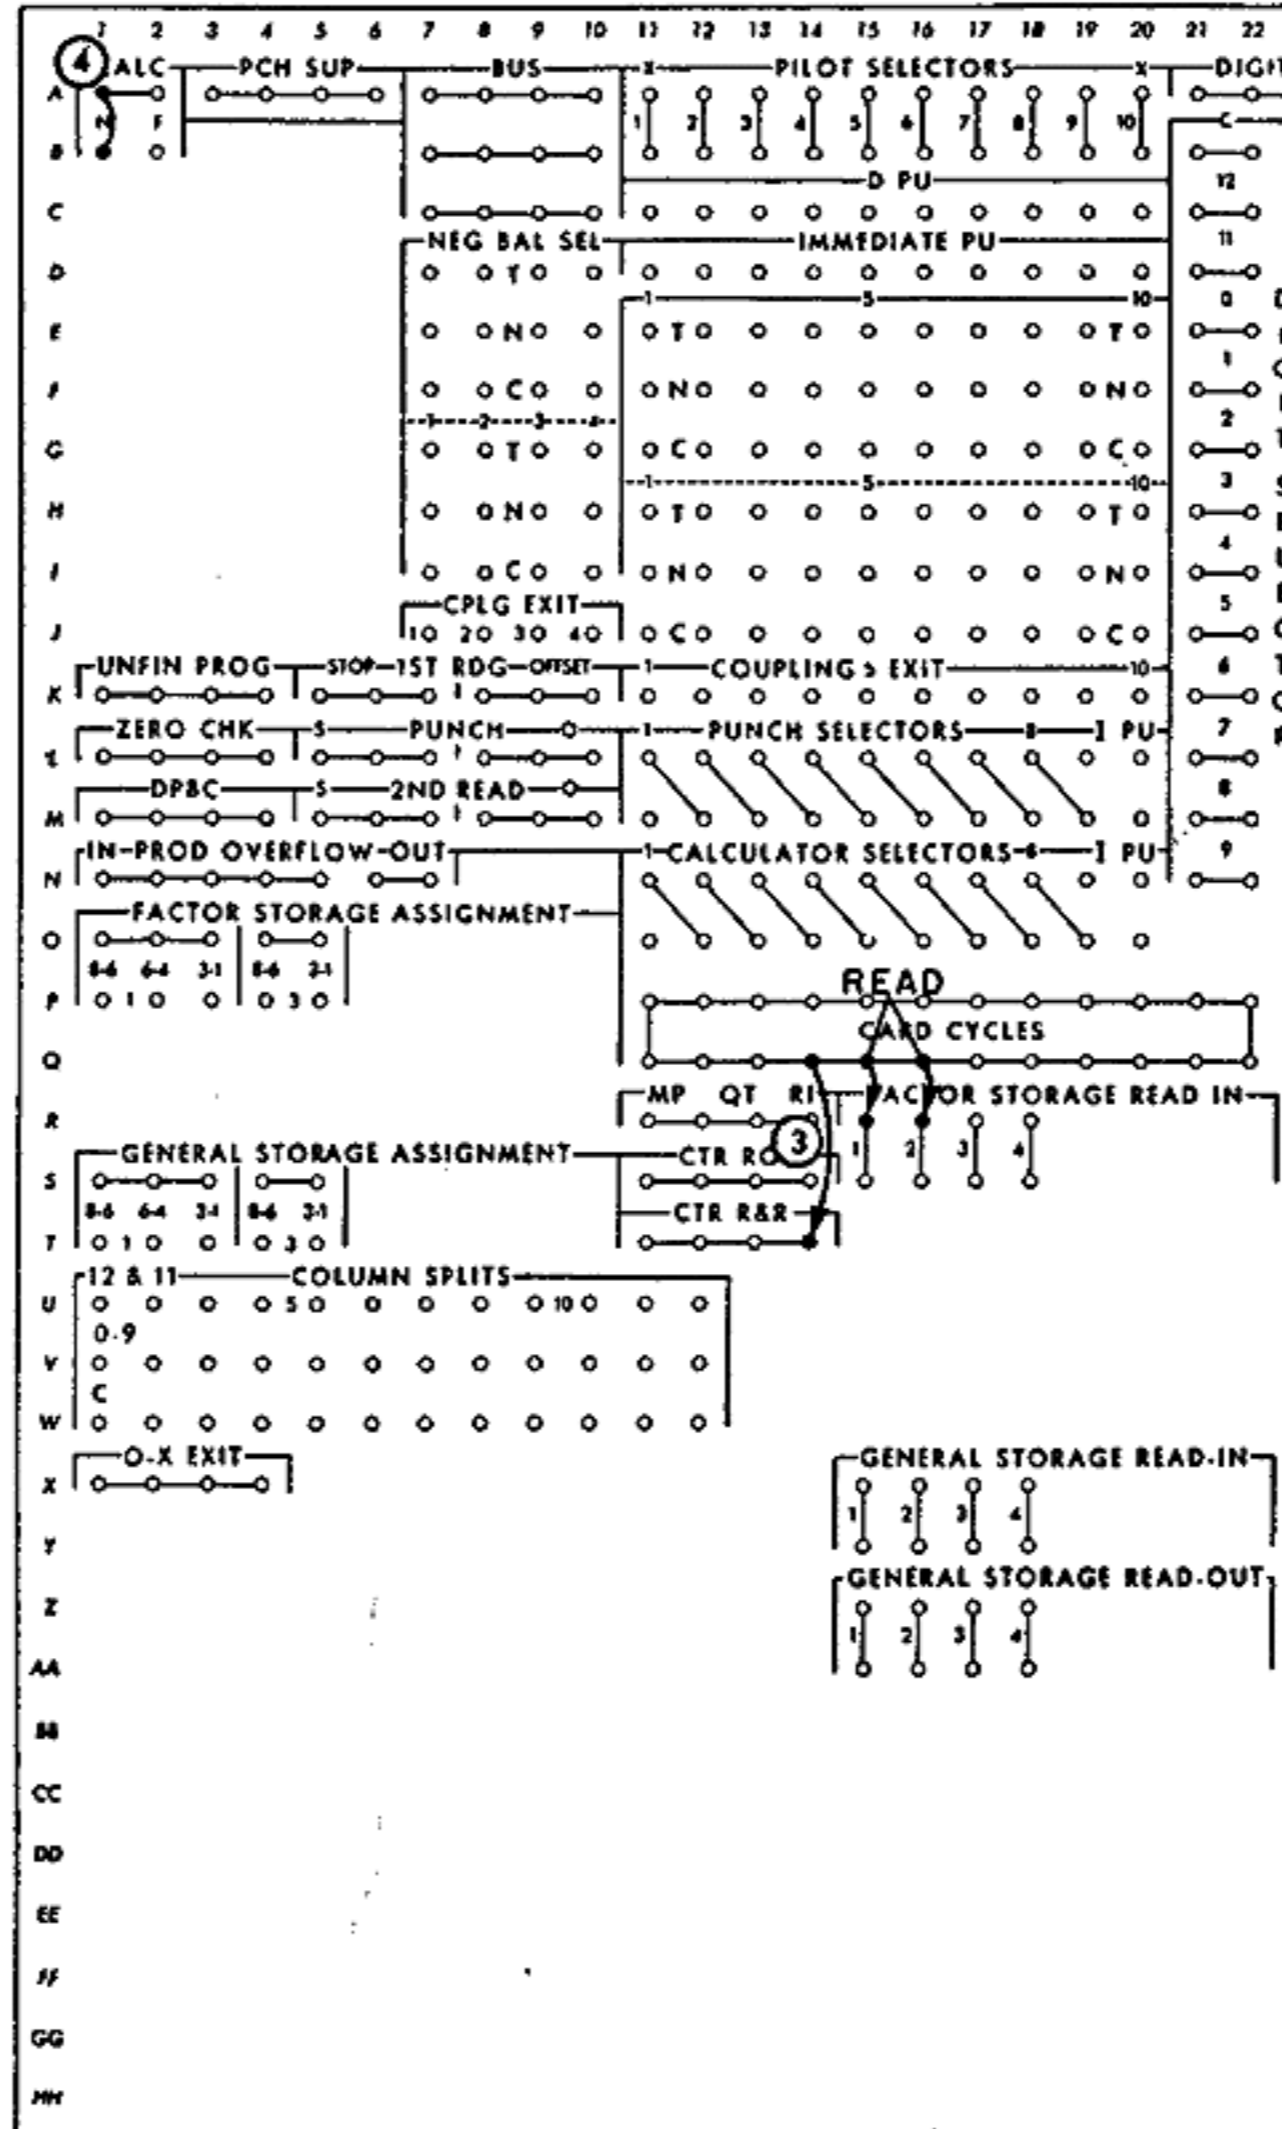 1 2 3 4 5 6 7 8 9 10 11 12 13 14 15 16 17 18 19 20 21 22
4 ALC PCH SUP BUS X PILOT SELECTORS X DIGIT
A
N F 1 2 3 4 5 6 7 8 9 10 C
B
D PU 12
C
NEG BAL SEL IMMEDIATE PU 11
D T
1 5 10 0
E N T T 1
F C N N
1 2 3 4 2
G T C C
1 5 10 3
H N T T
4
I C N N
CPLG EXIT 5
J 1 2 3 4 C C
UNFIN PROG STOP 1ST RDG OFFSET 1 COUPLING 5 EXIT 10 6
K
ZERO CHK S PUNCH O 1 PUNCH SELECTORS 8 I PU 7
L
DPBC S 2ND READ O 8
M
IN-PROD OVERFLOW-OUT 1 CALCULATOR SELECTORS 8 I PU 9
N
FACTOR STORAGE ASSIGNMENT
O
8-6 6-4 3-1 8-6 3-1
READ
P 1 3
CARD CYCLES
Q
MP QT RI FACTOR STORAGE READ IN
R
3 1 2 3 4
GENERAL STORAGE ASSIGNMENT CTR RO
S
8-6 6-4 3-1 8-6 3-1 CTR R&R
T 1 3
12 & 11 COLUMN SPLITS
U 5 10
0-9
V
C
W
O-X EXIT GENERAL STORAGE READ-IN
X
1 2 3 4
Y
GENERAL STORAGE READ-OUT
Z
1 2 3 4
AA
BB
CC
DD
EE
FF
GG
HH